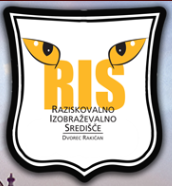 RIS
RAZISKOVALNO
IZOBRAŽEVALNO
SREDIŠČE
DVOREC RAKIČAN